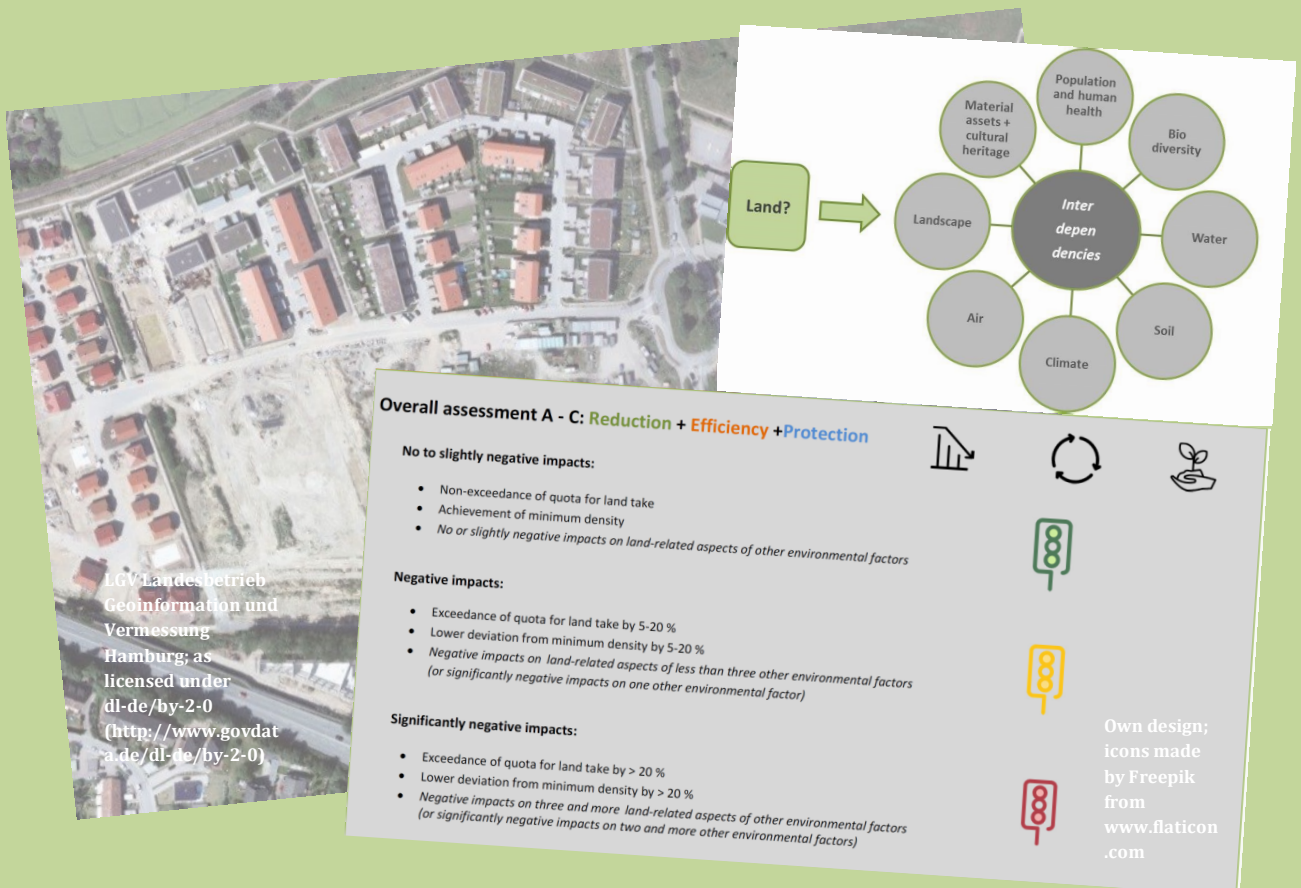 Population
and human
health
Material
assets +
cultural
heritage
Bio
diversity
Land?
Inter
depen
dencies
Landscape
Water
Air
Soil
Climate
Overall assessment A - C: Reduction + Efficiency +Protection
No to slightly negative impacts:
• Non-exceedance of quota for land take
• Achievement of minimum density
• No or slightly negative impacts on land-related aspects of other environmental factors
Negative impacts:
• Exceedance of quota for land take by 5-20 %
• Lower deviation from minimum density by 5-20 %
• Negative impacts on land-related aspects of less than three other environmental factors
(or significantly negative impacts on one other environmental factor)
Significantly negative impacts:
• Exceedance of quota for land take by > 20 %
• Lower deviation from minimum density by > 20 %
• Negative impacts on three and more land-related aspects of other environmental factors
(or significantly negative impacts on two and more other environmental factors)
LGV Landesbetrieb
Geoinformation und
Vermessung
Hamburg; as
licensed under
dl-de/by-2-0
(http://www.govdat
a.de/dl-de/by-2-0)
Own design;
icons made
by Freepik
from
www.flaticon
.com